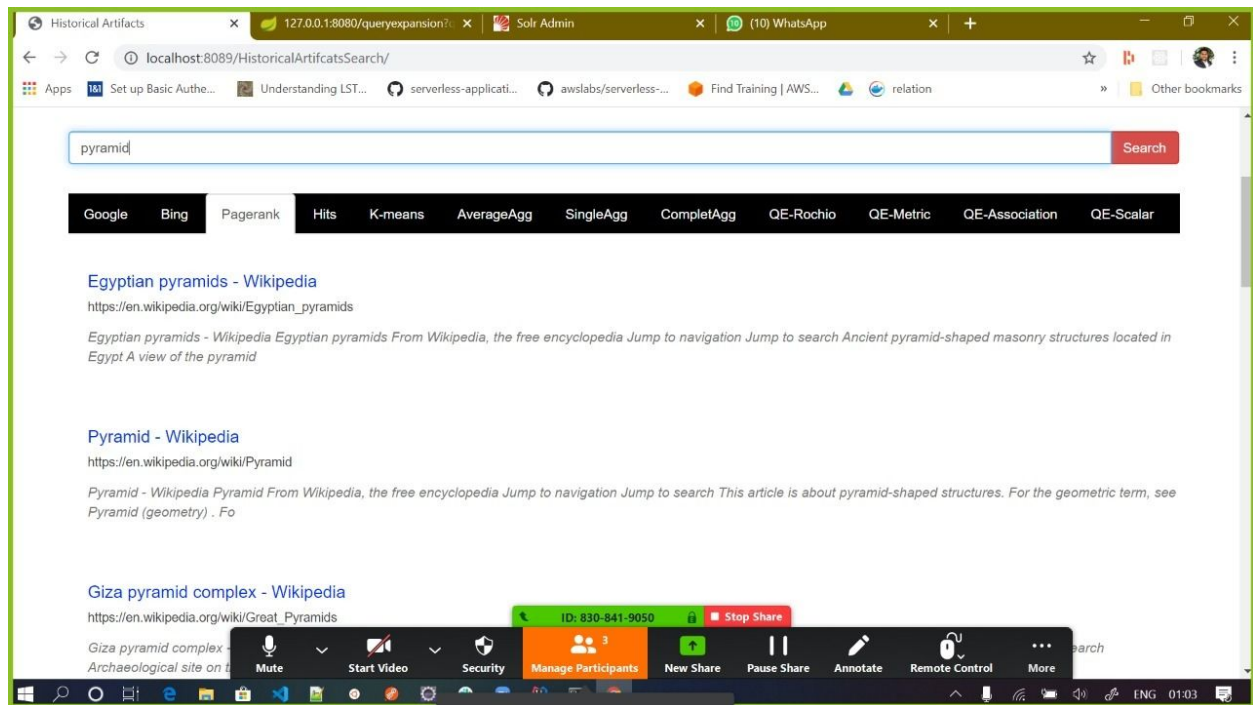 Historical Artifacts
127.0.0.1:8080/queryexpansion?
Solr Admin
(10) WhatsApp
localhost:8089/HistoricalArtifcatsSearch/
Apps
Set up Basic Authe...
Understanding LST...
serverless-applicati...
awslabs/serverless-...
Find Training | AWS...
relation
»
Other bookmarks
pyramid
Search
Google
Bing
Pagerank
Hits
K-means
AverageAgg
SingleAgg
CompletAgg
QE-Rochio
QE-Metric
QE-Association
QE-Scalar
Egyptian pyramids - Wikipedia
https://en.wikipedia.org/wiki/Egyptian_pyramids
Egyptian pyramids - Wikipedia Egyptian pyramids From Wikipedia, the free encyclopedia Jump to navigation Jump to search Ancient pyramid-shaped masonry structures located in
Egypt A view of the pyramid
Pyramid - Wikipedia
https://en.wikipedia.org/wiki/Pyramid
Pyramid - Wikipedia Pyramid From Wikipedia, the free encyclopedia Jump to navigation Jump to search This article is about pyramid-shaped structures. For the geometric term, see
Pyramid (geometry) . Fo
Giza pyramid complex - Wikipedia
https://en.wikipedia.org/wiki/Great_Pyramids
ID: 830-841-9050
Stop Share
Giza pyramid complex -
earch
Archaeological site on t
Mute
Start Video
Security
3
Manage Participants
New Share
Pause Share
Annotate
Remote Control
More
ENG
01:03